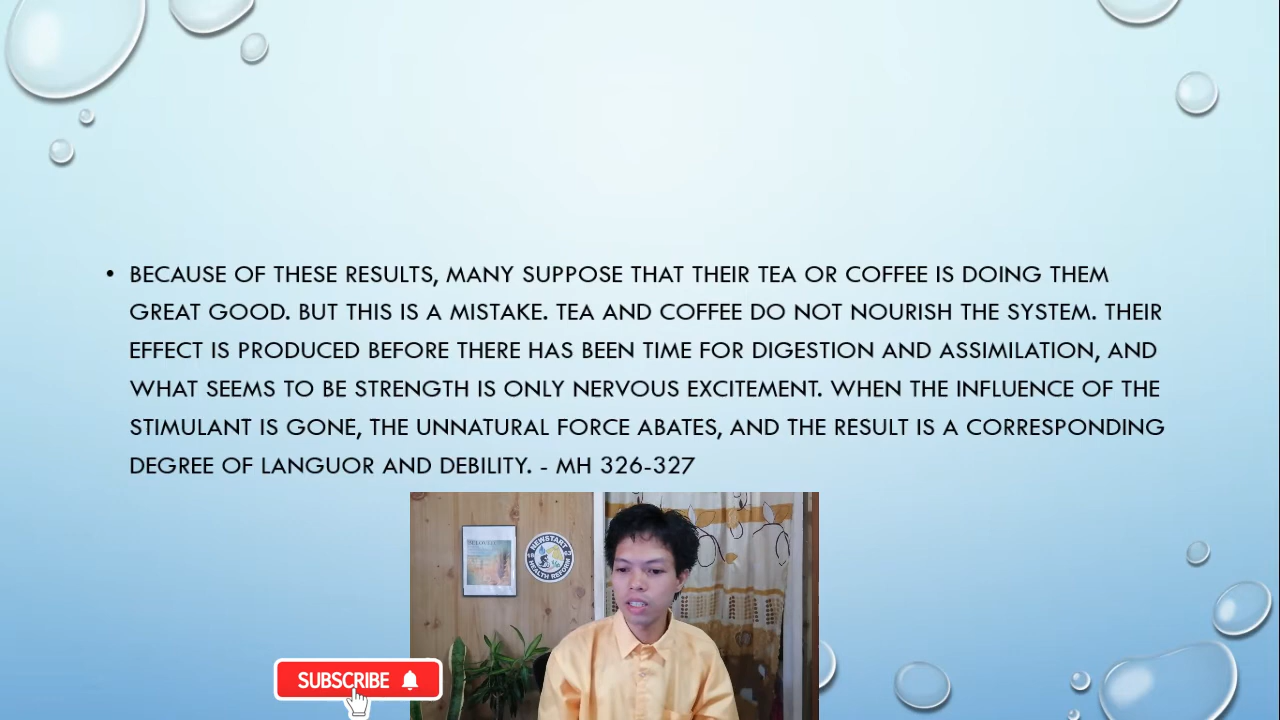 • BECAUSE OF THESE RESULTS, MANY SUPPOSE THAT THEIR TEA OR COFFEE IS DOING THEM
GREAT GOOD. BUT THIS IS A MISTAKE. TEA AND COFFEE DO NOT NOURISH THE SYSTEM. THEIR
EFFECT IS PRODUCED BEFORE THERE HAS BEEN TIME FOR DIGESTION AND ASSIMILATION, AND
WHAT SEEMS TO BE STRENGTH IS ONLY NERVOUS EXCITEMENT. WHEN THE INFLUENCE OF THE
STIMULANT IS GONE, THE UNNATURAL FORCE ABATES, AND THE RESULT IS A CORRESPONDING
DEGREE OF LANGUOR AND DEBILITY. - MH 326-327
NEWSTART
HEALTH REFORM
SUBSCRIBE